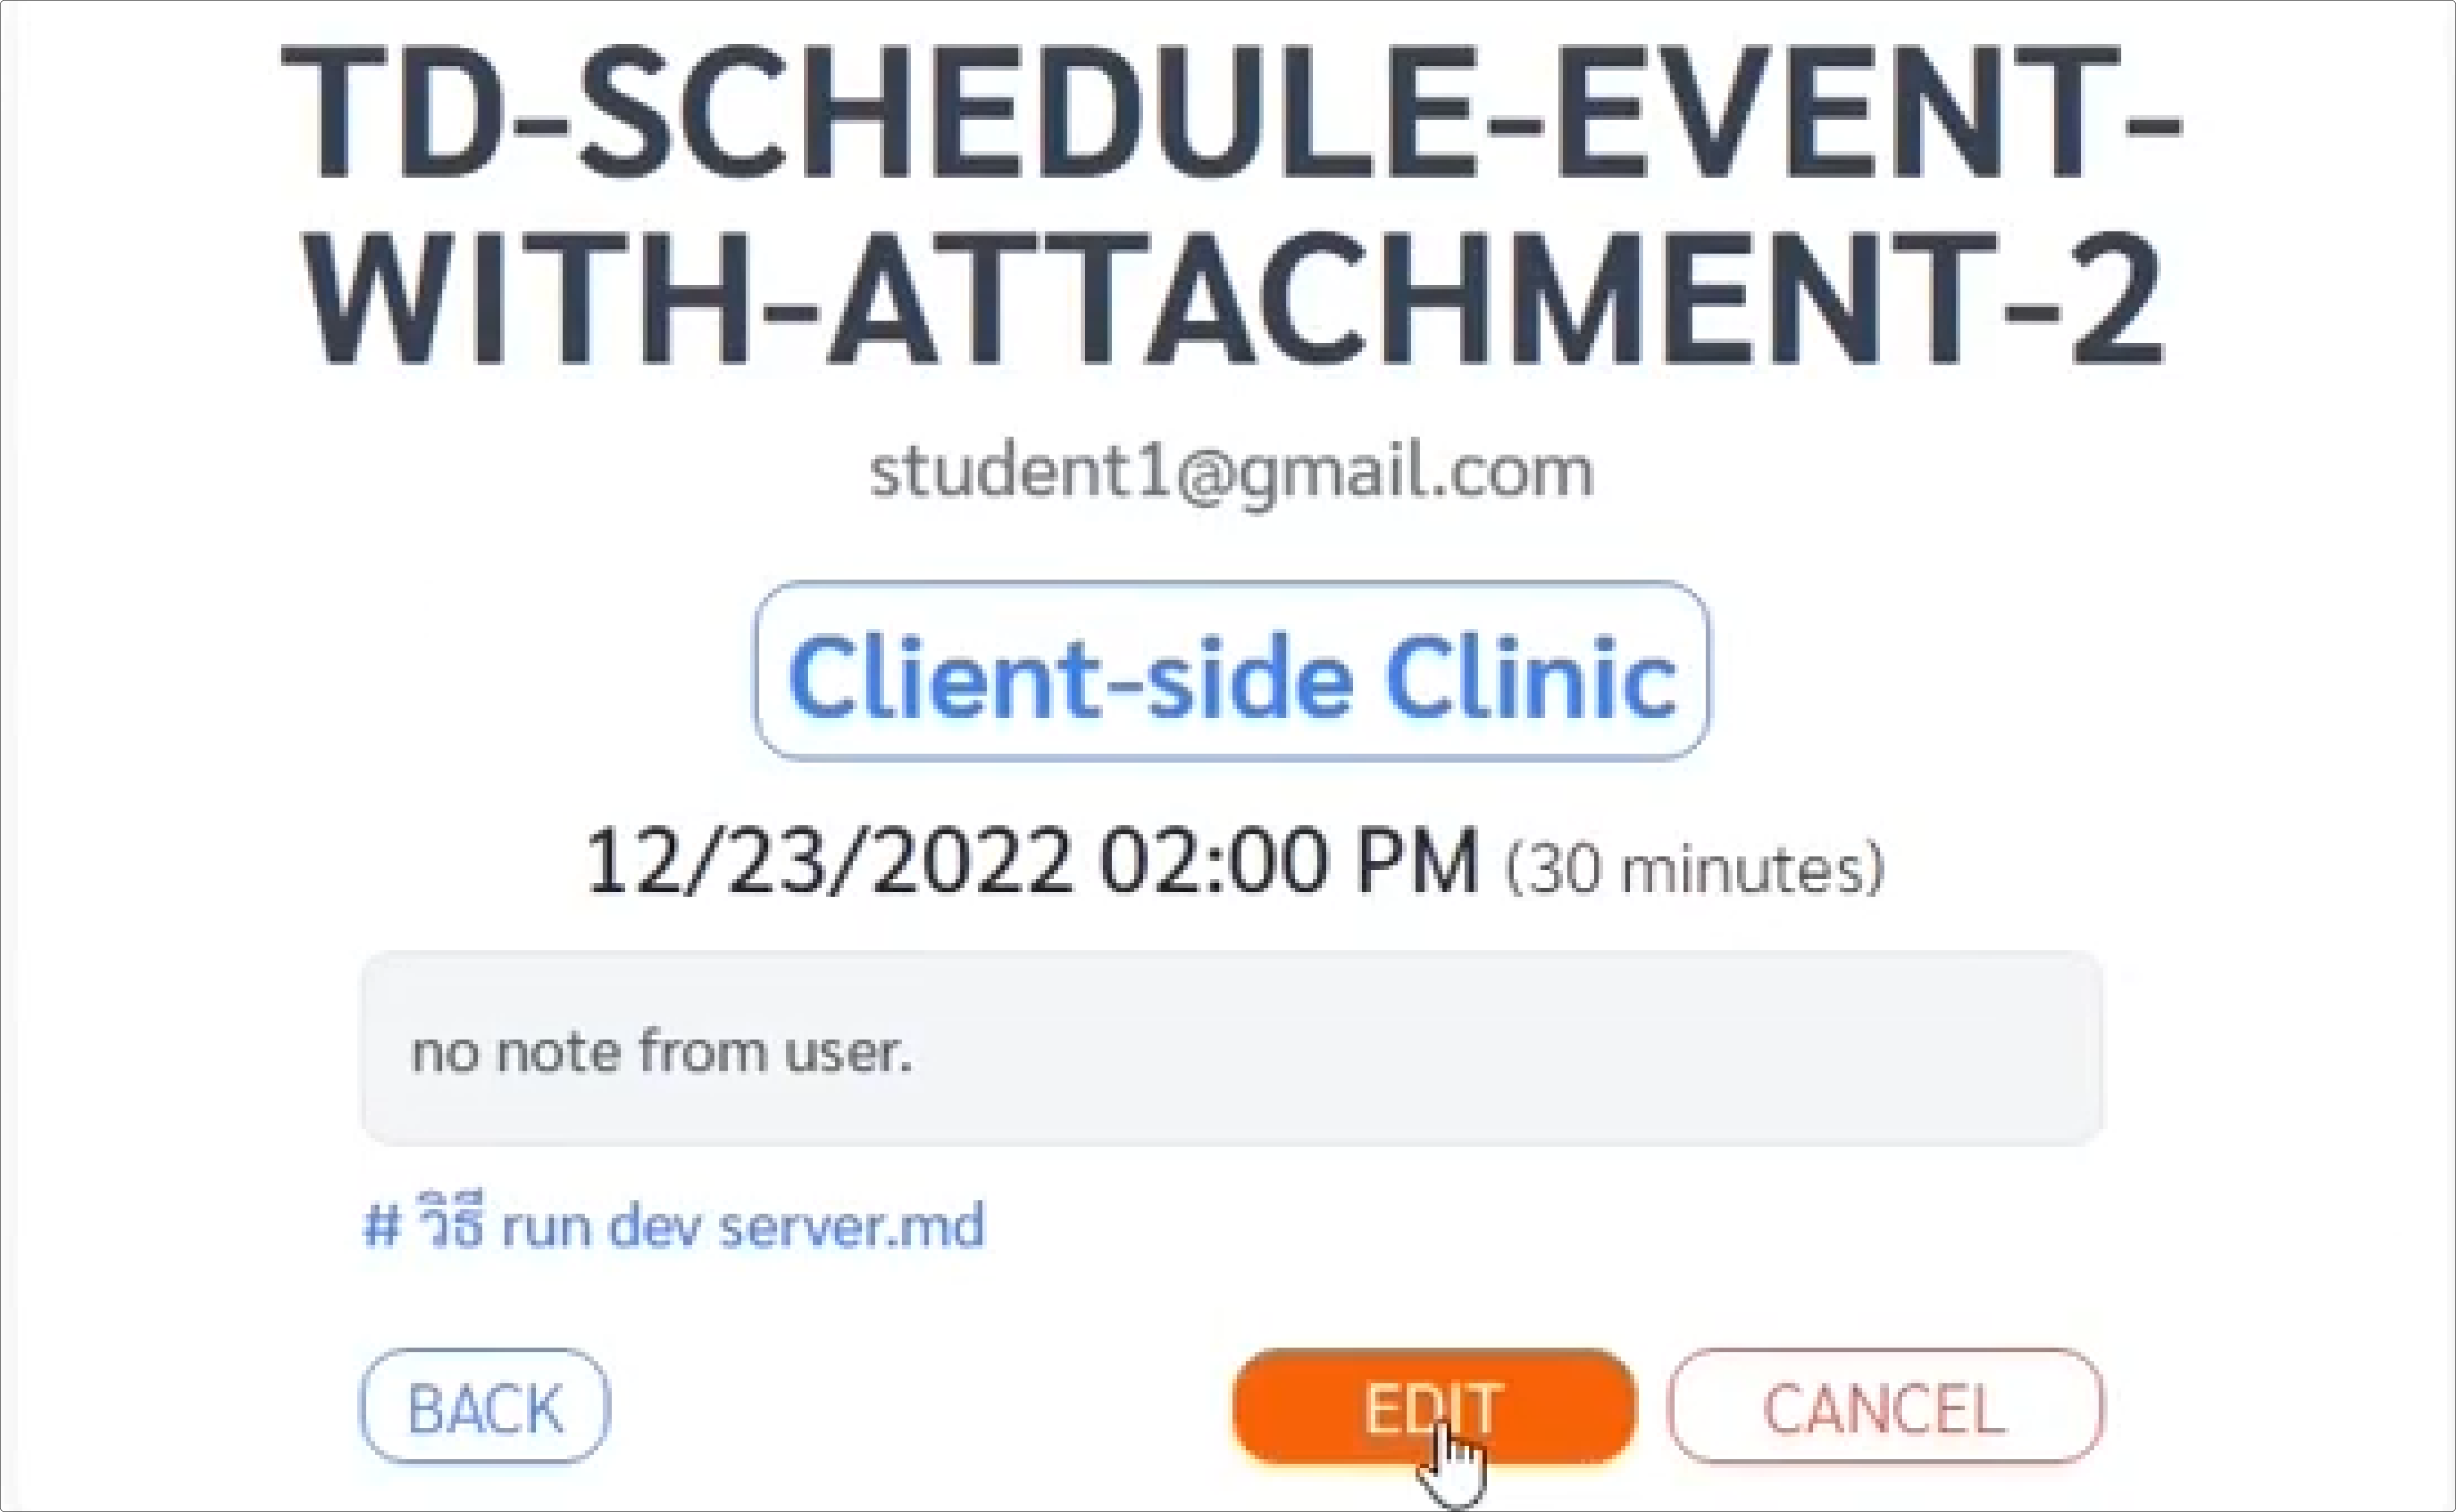 TD-SCHEDULE-EVENT-
WITH-ATTACHMENT-2
student1@gmail.com
Client-side Clinic
12/23/2022 02:00 PM (30 minutes)
no note from user.
# วิธี run dev server.md
BACK EDIT CANCEL